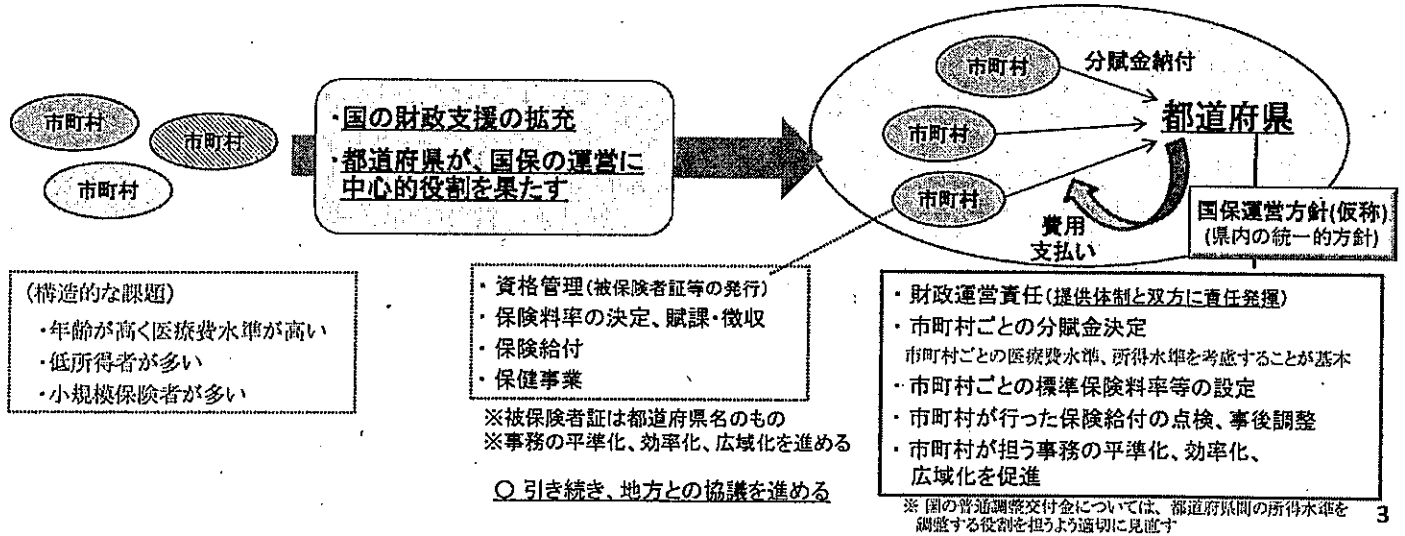 市町村
市町村
市町村
・国の財政支援の拡充
・都道府県が、国保の運営に
中心的役割を果たす
市町村
市町村
市町村
分賦金納付
都道府県
費用
支払い
国保運営方針(仮称)
(県内の統一的方針)
(構造的な課題)
・年齢が高く医療費水準が高い
・低所得者が多い
・小規模保険者が多い
・資格管理(被保険者証等の発行)
・保険料率の決定、賦課・徴収
・保険給付
・保健事業
※被保険者証は都道府県名のもの
※事務の平準化、効率化、広域化を進める
○ 引き続き、地方との協議を進める
・財政運営責任(提供体制と双方に責任発揮)
・市町村ごとの分賦金決定
市町村ごとの医療費水準、所得水準を考慮することが基本
・市町村ごとの標準保険料率等の設定
・市町村が行った保険給付の点検、事後調整
・市町村が担う事務の平準化、効率化、
広域化を促進
※ 国の普通調整交付金については、都道府県間の所得水準を
調整する役割を担うよう適切に見直す
3